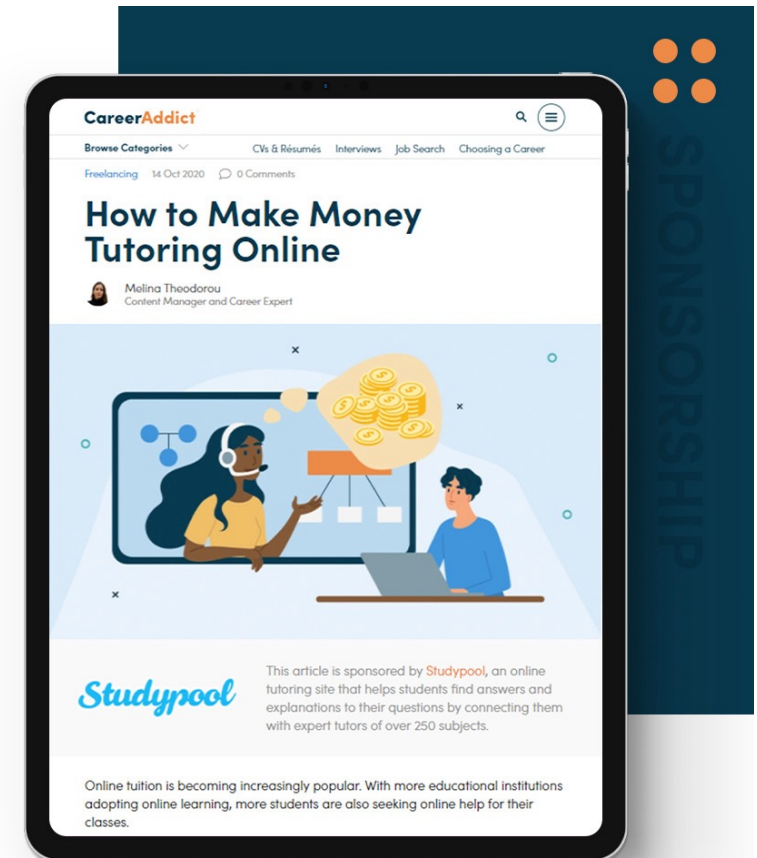 CareerAddict
Browse Categories
CVs & Résumés Interviews Job Search Choosing a Career
Freelancing 14 Oct 2020 0 Comments
How to Make Money
Tutoring Online
Melina Theodorou
Content Manager and Career Expert
Studypool
This article is sponsored by Studypool, an online
tutoring site that helps students find answers and
explanations to their questions by connecting them
with expert tutors of over 250 subjects.
Online tuition is becoming increasingly popular. With more educational institutions
adopting online learning, more students are also seeking online help for their
classes.
SPONSORSHIP